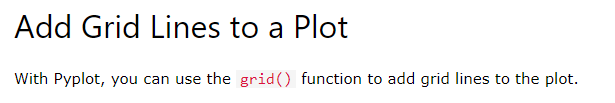 Add Grid Lines to a Plot
With Pyplot, you can use the grid() function to add grid lines to the plot.